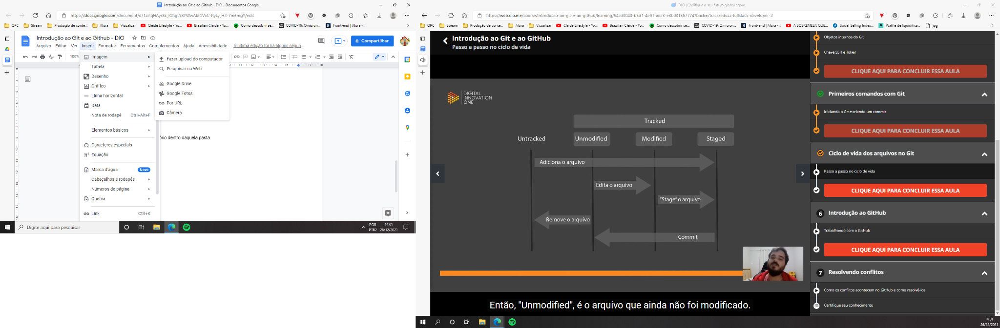 Introdução ao Git e ao Github - DIO - Documentos Google
https://docs.google.com/document/d/1ziFqHAyr8k_IGhgLY8YWwAfaGVxC-RyLy_H2-7m6mgY/edit
QPC
Stream
Produção de conte...
Alura
Visualizar
Cleide Lifestyle - Yo...
Brazilian Cleide - Yo...
Como descobrir se...
COVID-19: Omicron...
Front-end | Alura -...
Introdução ao Git e ao Github - DIO
Arquivo Editar Ver Inserir Formatar Ferramentas Complementos Ajuda Acessibilidade
A última edição foi há alguns segun...
Compartilhar
100%
Imagem
Tabela
Desenho
Gráfico
Linha horizontal
Data
Nota de rodapé Ctrl+Alt+F
Elementos básicos
Caracteres especiais
Equação
Marca d'água Novo
Cabeçalhos e rodapés
Números de página
Quebra
Link Ctrl+K
Fazer upload do computador
Pesquisar na Web
Google Drive
Google Fotos
Por URL
Câmera
ório dentro daquela pasta
Digite aqui para pesquisar
POR
PTB2
14:01
26/12/2021
DIO | Codifique o seu futuro global agora
https://web.dio.me/course/introducao-ao-git-e-ao-github/learning/54cd3040-b3d1-4e91-aea3-e3b031367774?back=/track/eduzz-fullstack-developer-2
QPC
Stream
Produção de conte...
Alura
Visualizar
Cleide Lifestyle - Yo...
Brazilian Cleide - Yo...
Como descobrir se...
COVID-19: Omicron...
Front-end | Alura -...
A SOBREMESA QUE...
Social Selling Index...
Waffle de liquidifica...
jpg
Introdução ao Git e ao GitHub
Passo a passo no ciclo de vida
DIGITAL
INNOVATION
ONE
Tracked
Untracked
Unmodified
Modified
Staged
Adiciona o arquivo
Edita o arquivo
“Stage” o arquivo
Remove o arquivo
Commit
Então, "Unmodified", é o arquivo que ainda não foi modificado.
Objetos internos do Git
Chave SSH e Token
CLIQUE AQUI PARA CONCLUIR ESSA AULA
Primeiros comandos com Git
Iniciando o Git e criando um commit
CLIQUE AQUI PARA CONCLUIR ESSA AULA
Ciclo de vida dos arquivos no Git
Passo a passo no ciclo de vida
CLIQUE AQUI PARA CONCLUIR ESSA AULA
6 Introdução ao GitHub
Trabalhando com o GitHub
CLIQUE AQUI PARA CONCLUIR ESSA AULA
7 Resolvendo conflitos
Como os conflitos acontecem no GitHub e como resolvê-los
Certifique seu conhecimento
14:01
26/12/2021